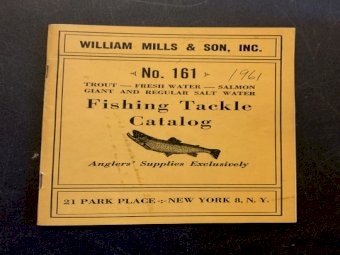 WILLIAM MILLS & SON, INC.
No. 161
1961
TROUT — FRESH WATER — SALMON
GIANT AND REGULAR SALT WATER
Fishing Tackle
Catalog
Anglers' Supplies Exclusively
21 PARK PLACE -:- NEW YORK 8, N. Y.